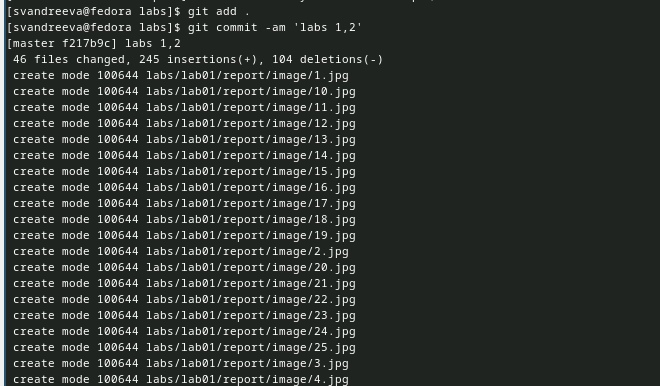 [svandreeva@fedora labs]$ git add .
[svandreeva@fedora labs]$ git commit -am 'labs 1,2'
[master f217b9c] labs 1,2
 46 files changed, 245 insertions(+), 104 deletions(-)
 create mode 100644 labs/lab01/report/image/1.jpg
 create mode 100644 labs/lab01/report/image/10.jpg
 create mode 100644 labs/lab01/report/image/11.jpg
 create mode 100644 labs/lab01/report/image/12.jpg
 create mode 100644 labs/lab01/report/image/13.jpg
 create mode 100644 labs/lab01/report/image/14.jpg
 create mode 100644 labs/lab01/report/image/15.jpg
 create mode 100644 labs/lab01/report/image/16.jpg
 create mode 100644 labs/lab01/report/image/17.jpg
 create mode 100644 labs/lab01/report/image/18.jpg
 create mode 100644 labs/lab01/report/image/19.jpg
 create mode 100644 labs/lab01/report/image/2.jpg
 create mode 100644 labs/lab01/report/image/20.jpg
 create mode 100644 labs/lab01/report/image/21.jpg
 create mode 100644 labs/lab01/report/image/22.jpg
 create mode 100644 labs/lab01/report/image/23.jpg
 create mode 100644 labs/lab01/report/image/24.jpg
 create mode 100644 labs/lab01/report/image/25.jpg
 create mode 100644 labs/lab01/report/image/3.jpg
 create mode 100644 labs/lab01/report/image/4.jpg